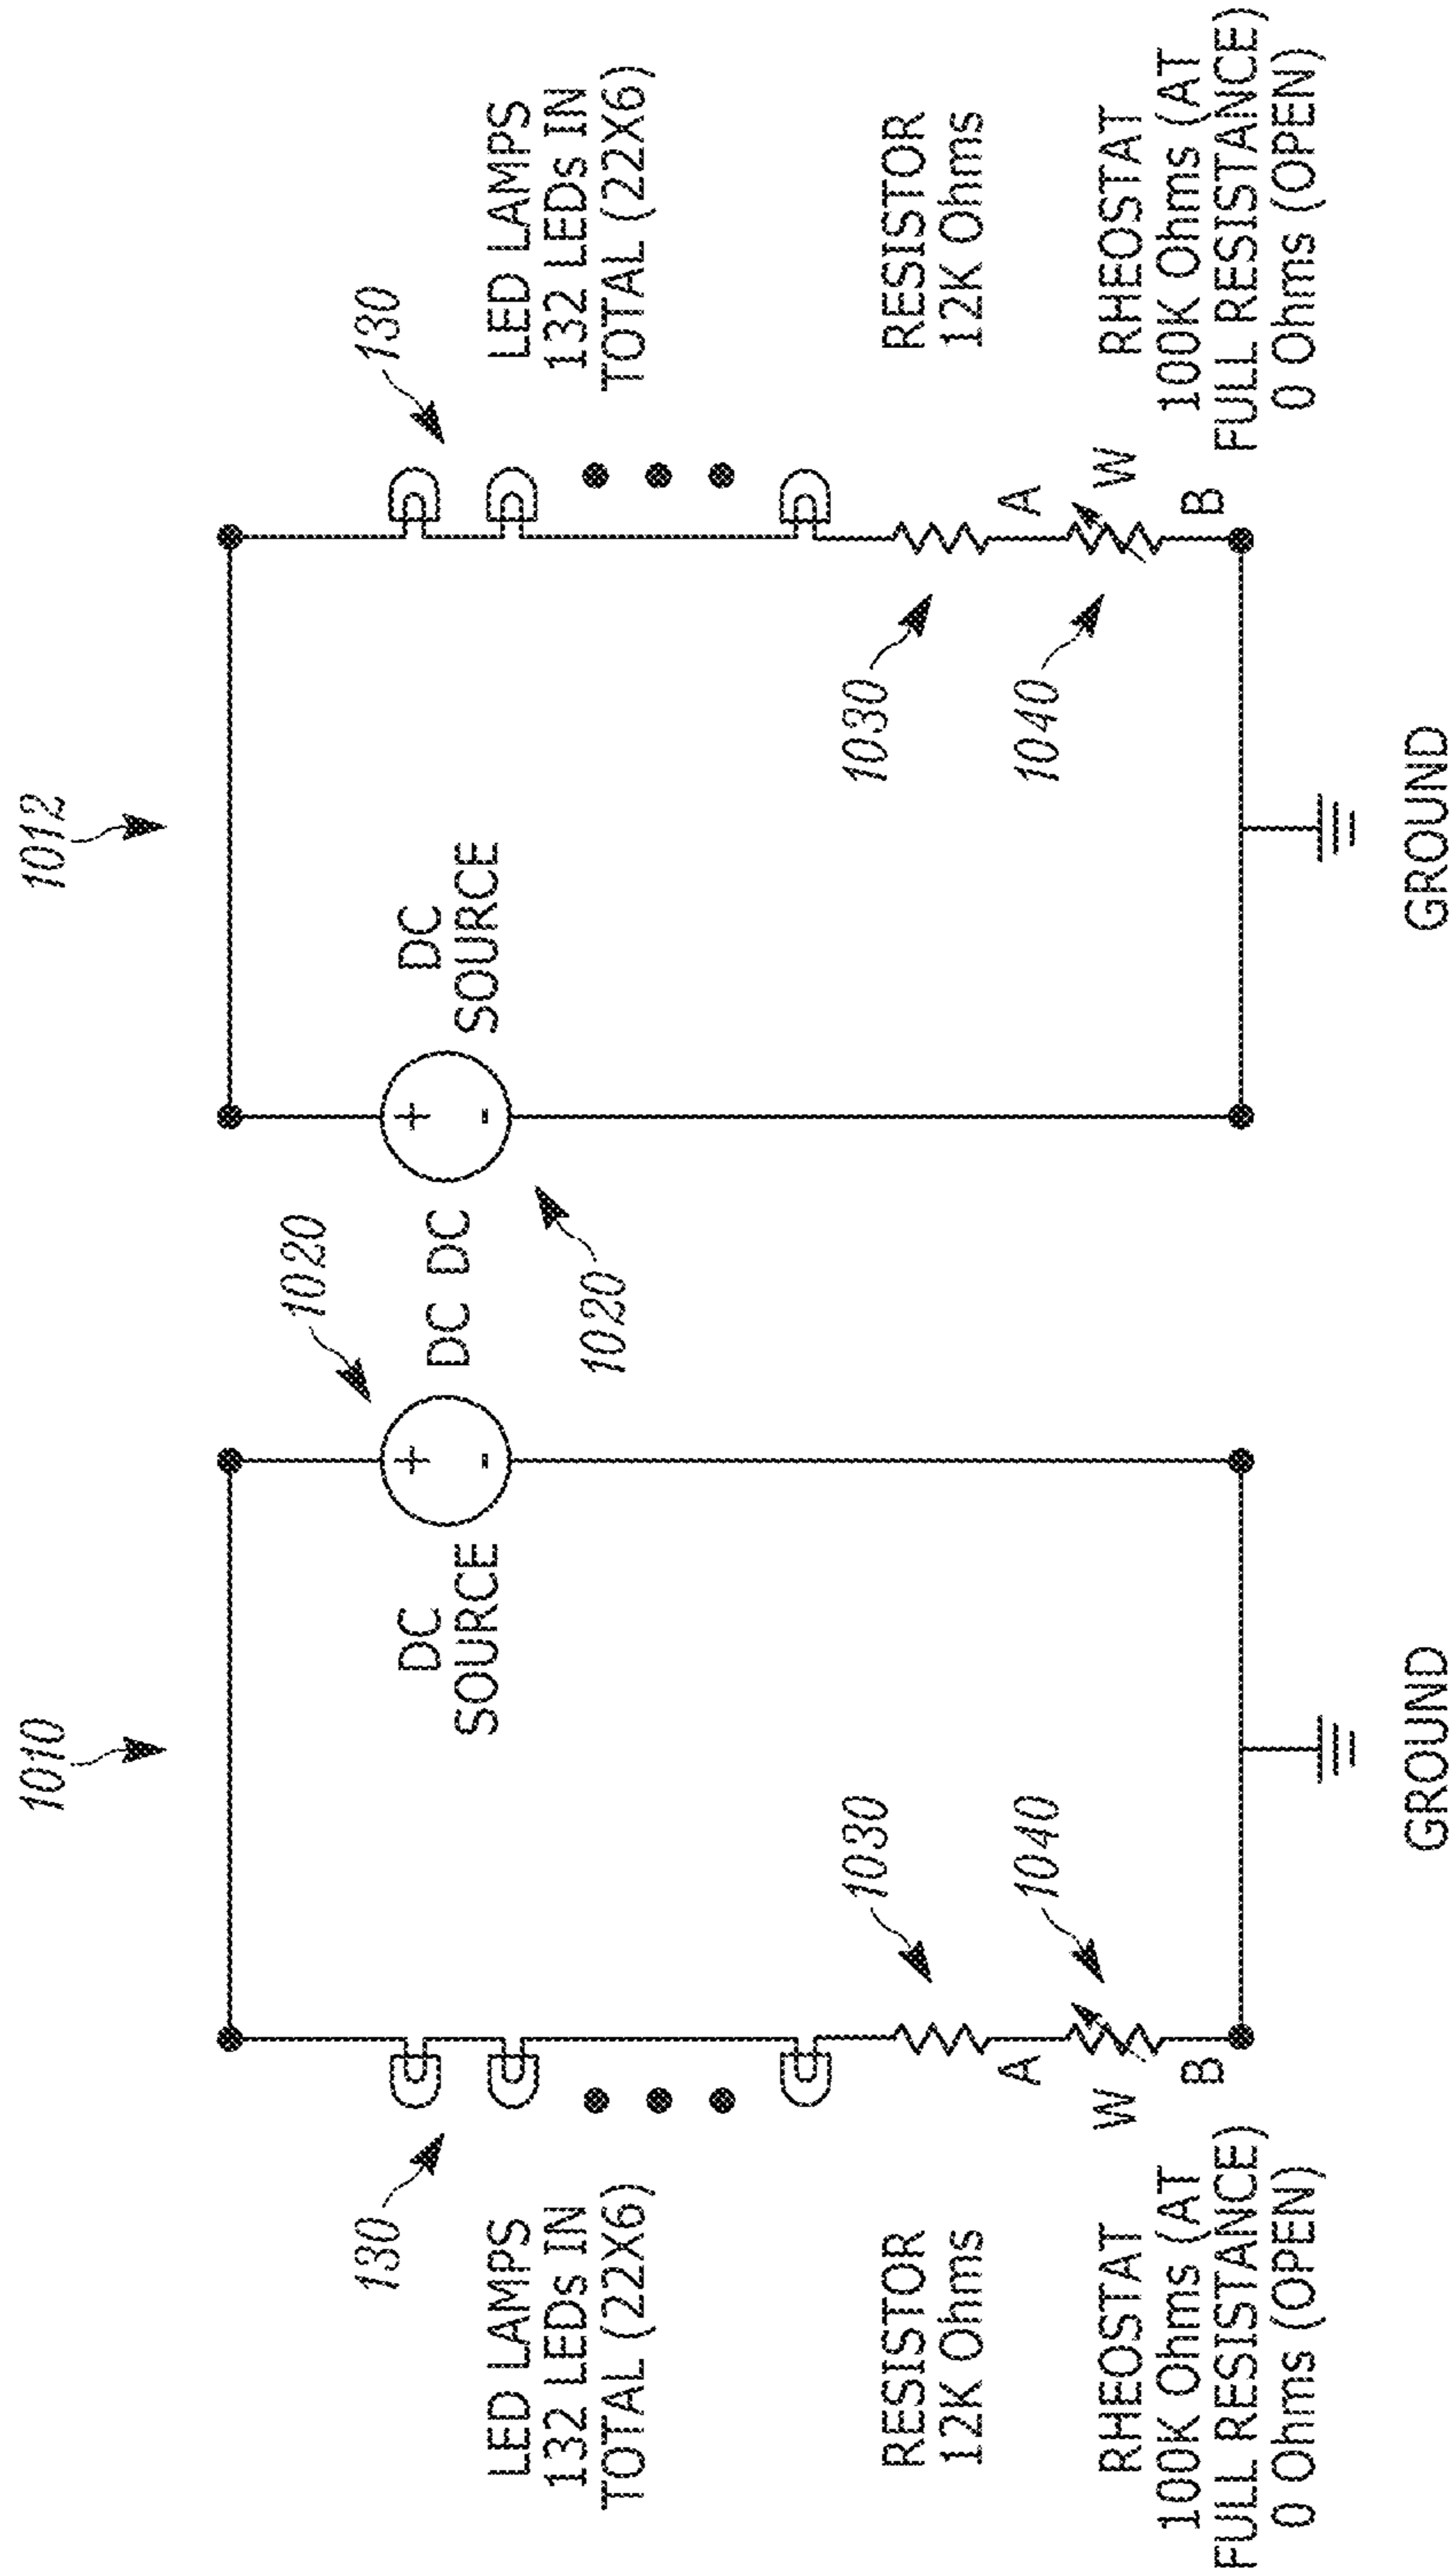 1010
1012
130
LED LAMPS
132 LEDs IN
TOTAL (22X6)
DC
SOURCE
+
-
1020
DC DC
1020
+
-
DC
SOURCE
130
LED LAMPS
132 LEDs IN
TOTAL (22X6)
RESISTOR
12K Ohms
1030
1030
RESISTOR
12K Ohms
RHEOSTAT
100K Ohms (AT
FULL RESISTANCE)
0 Ohms (OPEN)
A
W
B
1040
1040
A
W
B
RHEOSTAT
100K Ohms (AT
FULL RESISTANCE)
0 Ohms (OPEN)
GROUND
GROUND